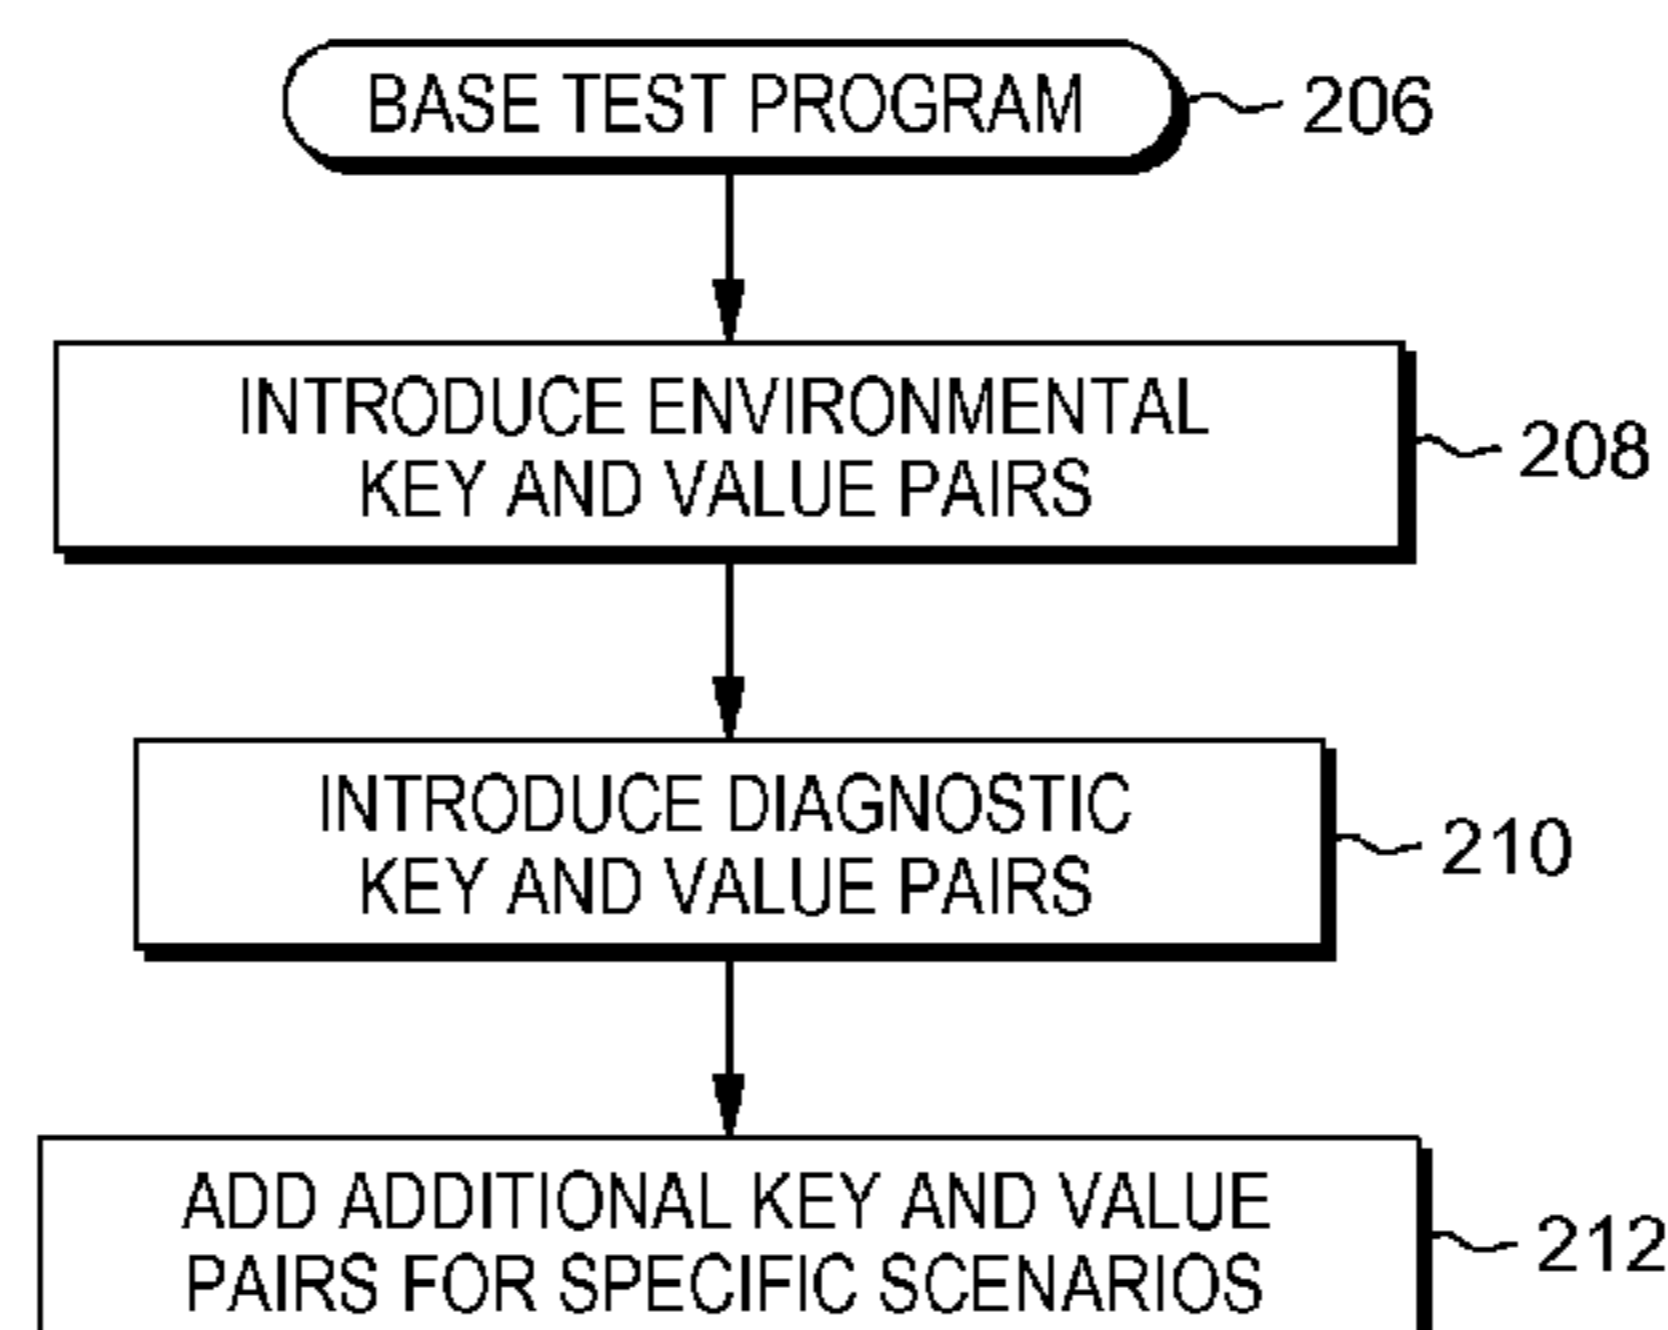 BASE TEST PROGRAM
206
INTRODUCE ENVIRONMENTAL
KEY AND VALUE PAIRS
208
INTRODUCE DIAGNOSTIC
KEY AND VALUE PAIRS
210
ADD ADDITIONAL KEY AND VALUE
PAIRS FOR SPECIFIC SCENARIOS
212